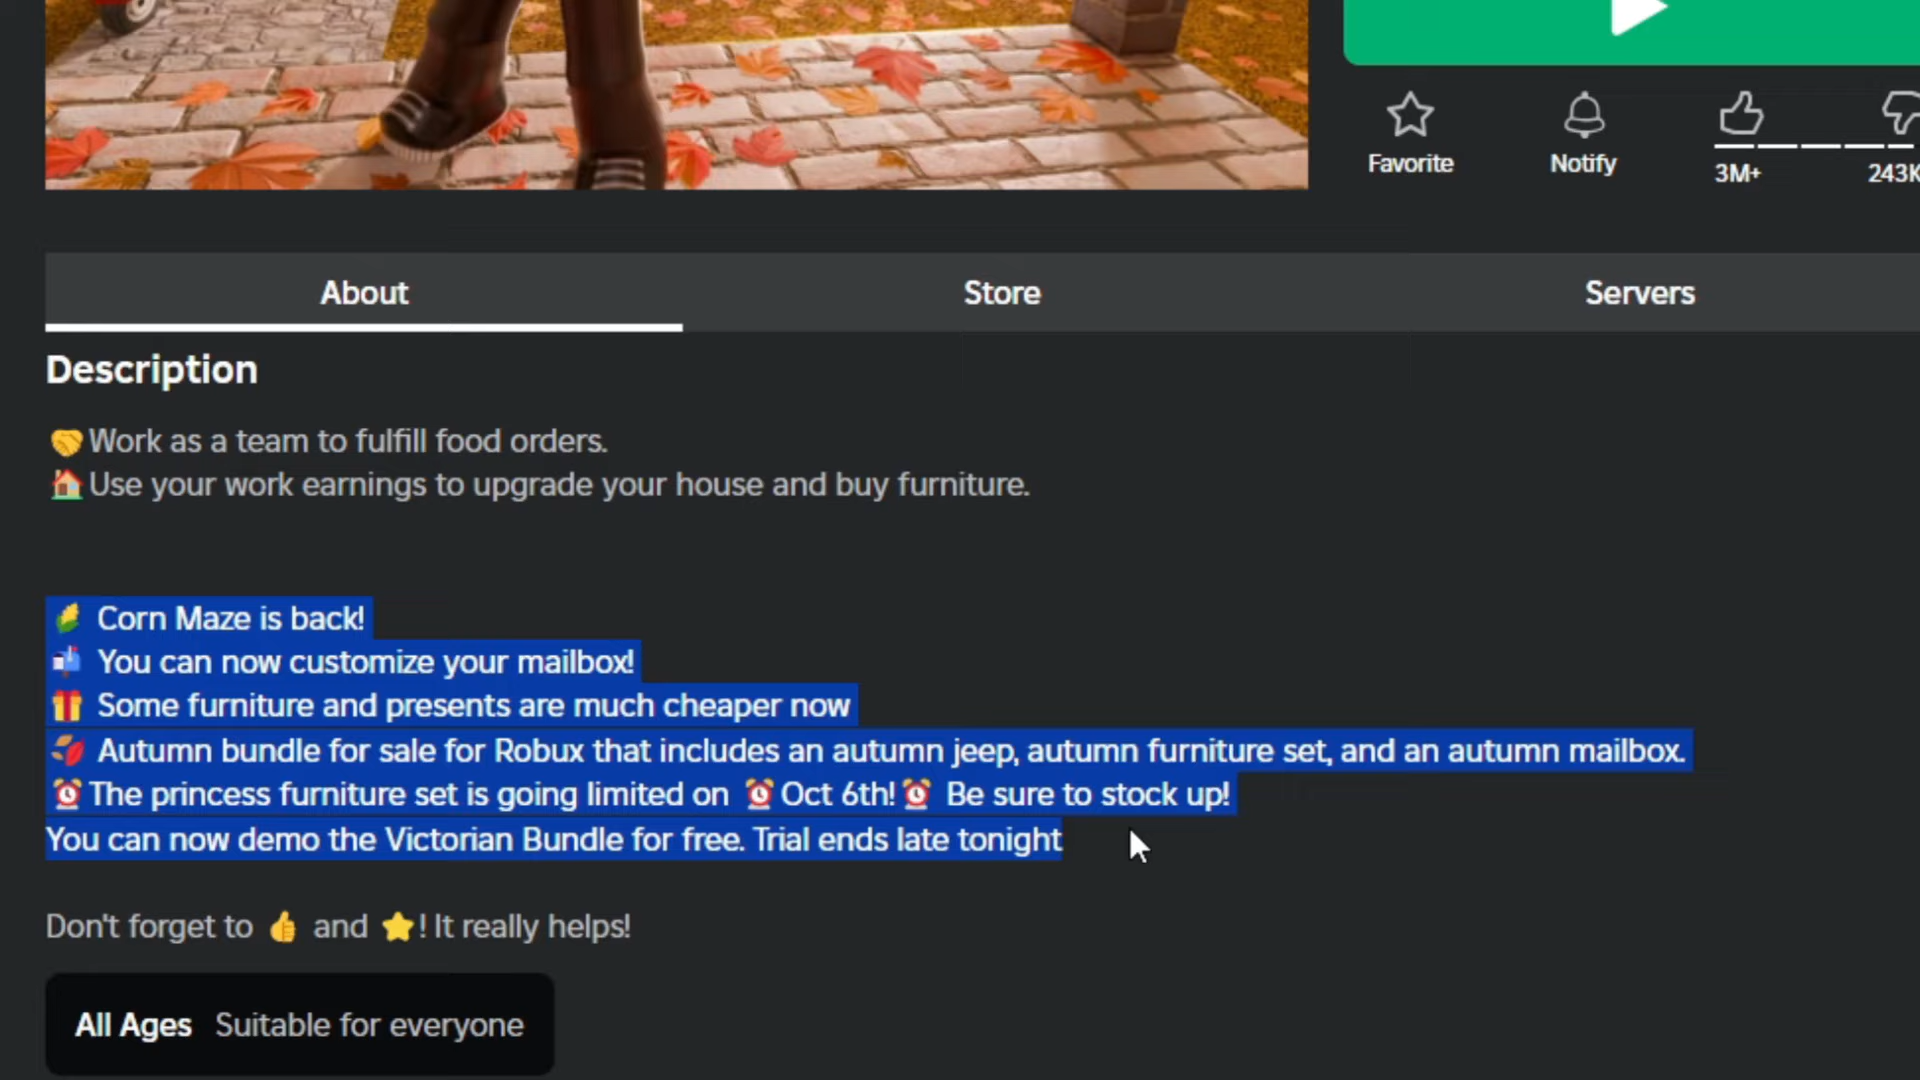 Favorite
Notify
3M+
243K
About
Store
Servers
Description
🤝Work as a team to fulfill food orders.
🏠Use your work earnings to upgrade your house and buy furniture.
🌽 Corn Maze is back!
📬 You can now customize your mailbox!
🎁 Some furniture and presents are much cheaper now
🍂 Autumn bundle for sale for Robux that includes an autumn jeep, autumn furniture set, and an autumn mailbox.
⏰The princess furniture set is going limited on ⏰Oct 6th!⏰ Be sure to stock up!
You can now demo the Victorian Bundle for free. Trial ends late tonight
Don't forget to 👍 and ⭐! It really helps!
All Ages Suitable for everyone